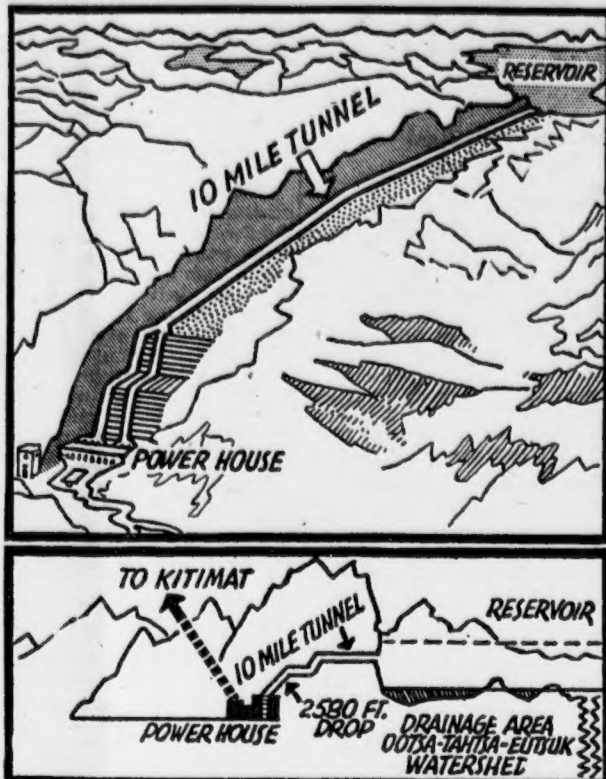 RESERVOIR
10 MILE TUNNEL
POWER HOUSE
TO KITIMAT
RESERVOIR
10 MILE TUNNEL
2580 FT.
DROP
POWER HOUSE
DRAINAGE AREA
OOTSA-TAHTSA-EUTSUK
WATERSHED